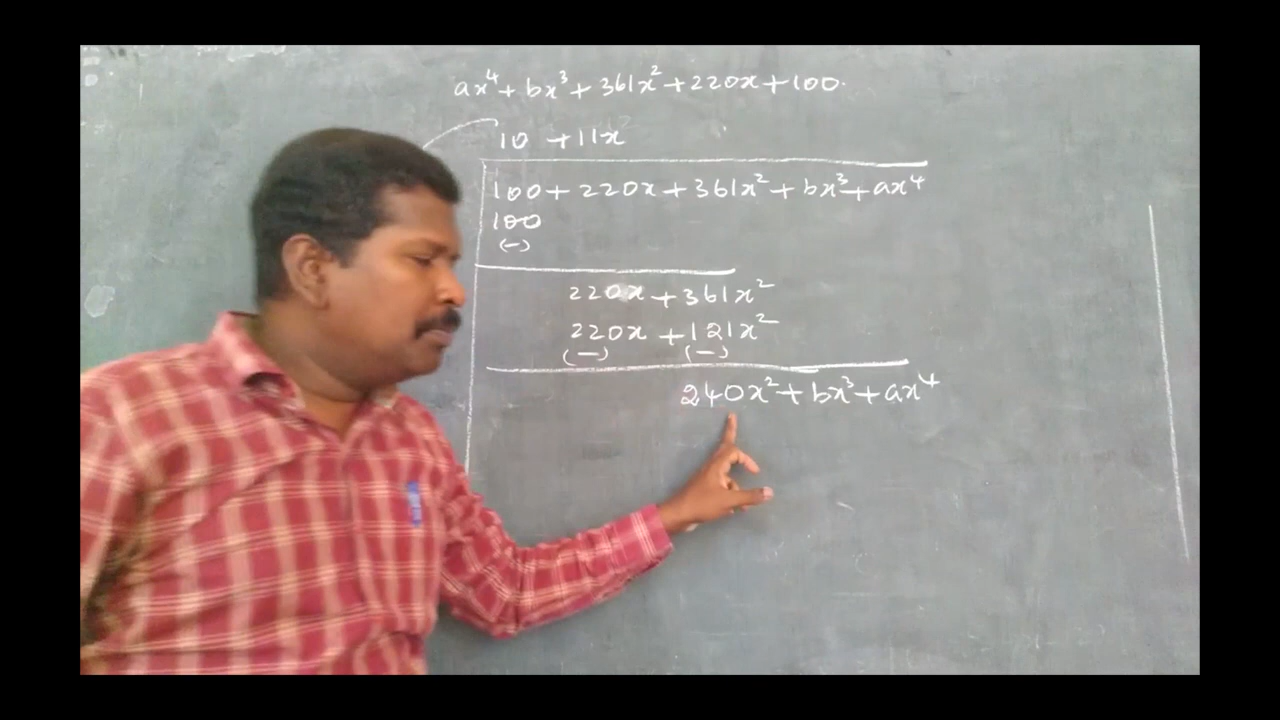 ax⁴ + bx³ + 361x² + 220x + 100.
10 + 11x
100 + 220x + 361x² + bx³ + ax⁴
100
(−)
220x + 361x²
220x + 121x²
(−) (−)
240x² + bx³ + ax⁴